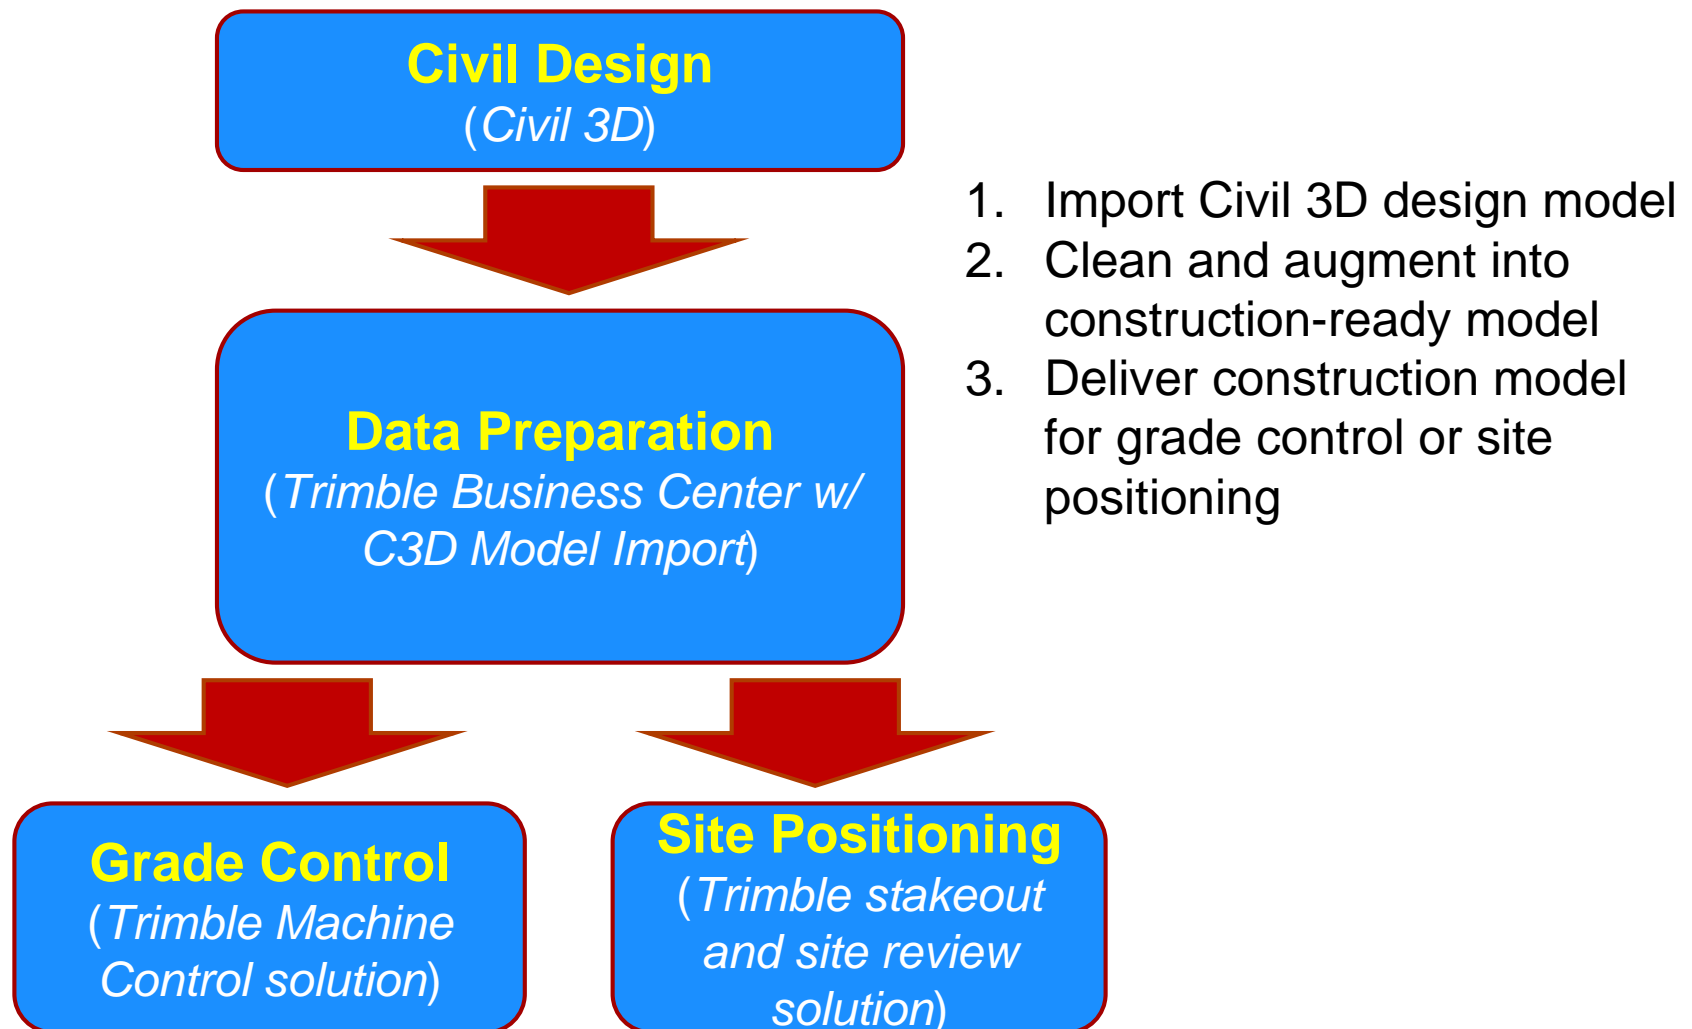 Civil Design
(Civil 3D)
1. Import Civil 3D design model
2. Clean and augment into
construction-ready model
3. Deliver construction model
for grade control or site
positioning
Data Preparation
(Trimble Business Center w/
C3D Model Import)
Grade Control
(Trimble Machine
Control solution)
Site Positioning
(Trimble stakeout
and site review
solution)